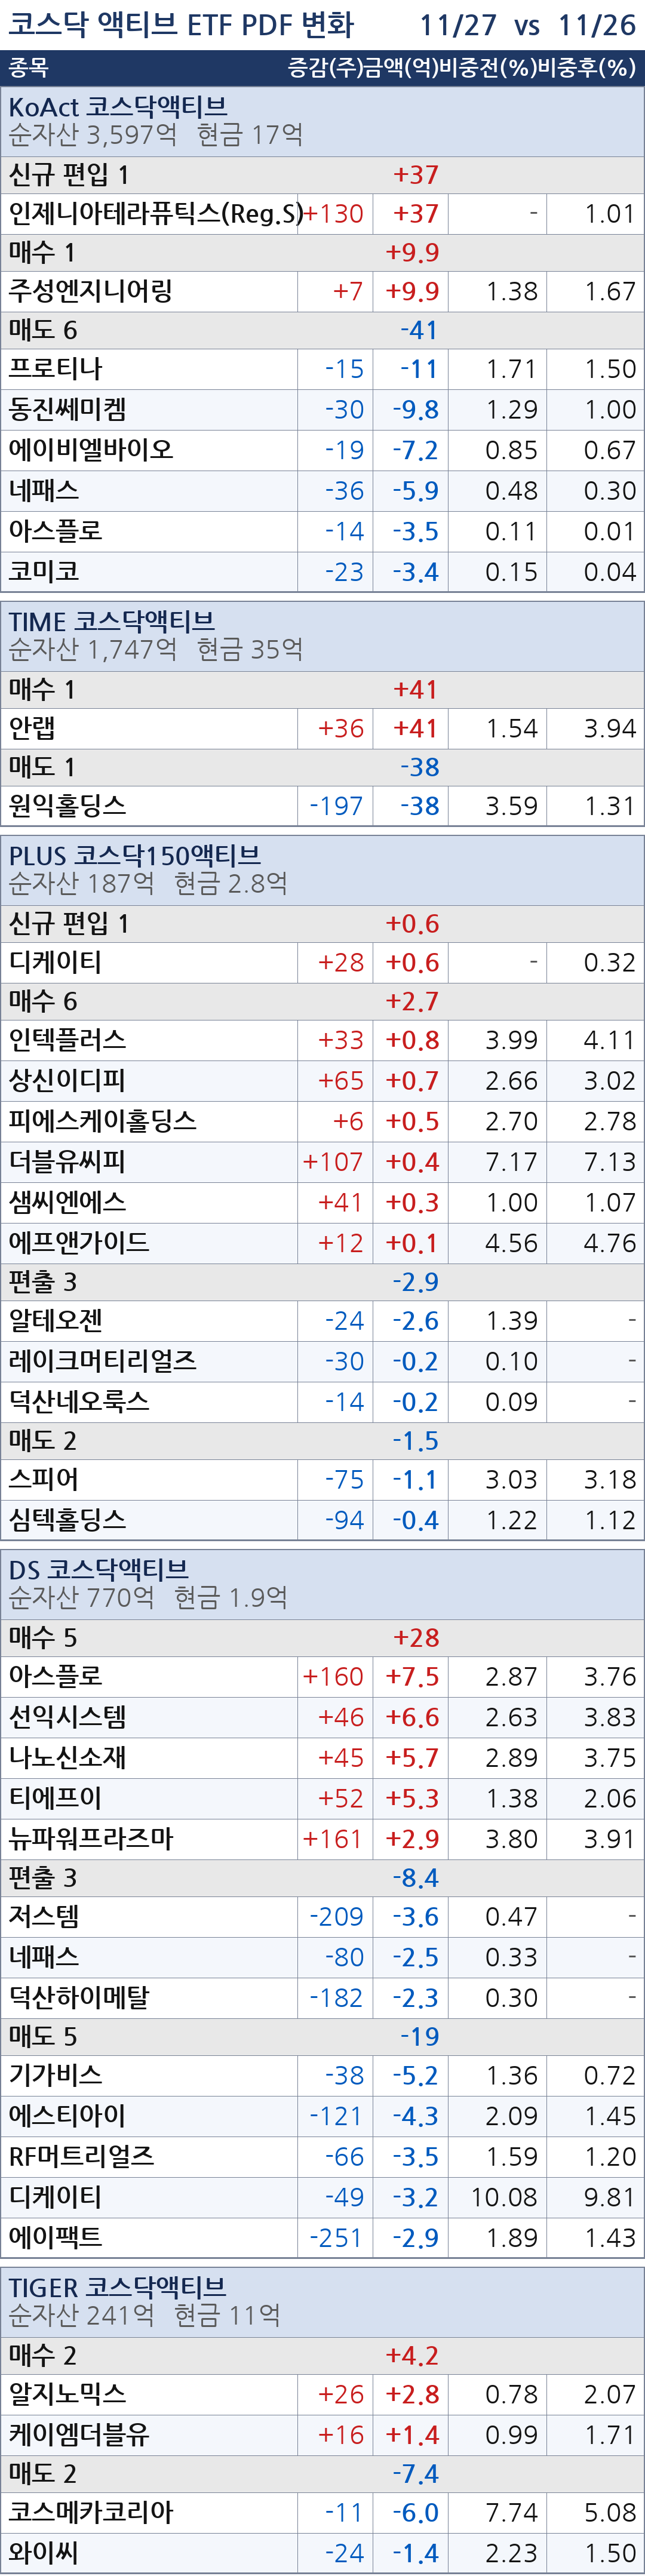 코스닥 액티브 ETF PDF 변화 11/27 vs 11/26
종목 증감(주)금액(억)비중전(%)비중후(%)
KoAct 코스닥액티브
순자산 3,597억 현금 17억
신규 편입 1 +37
인제니아테라퓨틱스(Reg.S) +130 +37 - 1.01
매수 1 +9.9
주성엔지니어링 +7 +9.9 1.38 1.67
매도 6 -41
프로티나 -15 -11 1.71 1.50
동진쎄미켐 -30 -9.8 1.29 1.00
에이비엘바이오 -19 -7.2 0.85 0.67
네패스 -36 -5.9 0.48 0.30
아스플로 -14 -3.5 0.11 0.01
코미코 -23 -3.4 0.15 0.04
TIME 코스닥액티브
순자산 1,747억 현금 35억
매수 1 +41
안랩 +36 +41 1.54 3.94
매도 1 -38
원익홀딩스 -197 -38 3.59 1.31
PLUS 코스닥150액티브
순자산 187억 현금 2.8억
신규 편입 1 +0.6
디케이티 +28 +0.6 - 0.32
매수 6 +2.7
인텍플러스 +33 +0.8 3.99 4.11
상신이디피 +65 +0.7 2.66 3.02
피에스케이홀딩스 +6 +0.5 2.70 2.78
더블유씨피 +107 +0.4 7.17 7.13
샘씨엔에스 +41 +0.3 1.00 1.07
에프앤가이드 +12 +0.1 4.56 4.76
편출 3 -2.9
알테오젠 -24 -2.6 1.39 -
레이크머티리얼즈 -30 -0.2 0.10 -
덕산네오룩스 -14 -0.2 0.09 -
매도 2 -1.5
스피어 -75 -1.1 3.03 3.18
심텍홀딩스 -94 -0.4 1.22 1.12
DS 코스닥액티브
순자산 770억 현금 1.9억
매수 5 +28
아스플로 +160 +7.5 2.87 3.76
선익시스템 +46 +6.6 2.63 3.83
나노신소재 +45 +5.7 2.89 3.75
티에프이 +52 +5.3 1.38 2.06
뉴파워프라즈마 +161 +2.9 3.80 3.91
편출 3 -8.4
저스템 -209 -3.6 0.47 -
네패스 -80 -2.5 0.33 -
덕산하이메탈 -182 -2.3 0.30 -
매도 5 -19
기가비스 -38 -5.2 1.36 0.72
에스티아이 -121 -4.3 2.09 1.45
RF머트리얼즈 -66 -3.5 1.59 1.20
디케이티 -49 -3.2 10.08 9.81
에이팩트 -251 -2.9 1.89 1.43
TIGER 코스닥액티브
순자산 241억 현금 11억
매수 2 +4.2
알지노믹스 +26 +2.8 0.78 2.07
케이엠더블유 +16 +1.4 0.99 1.71
매도 2 -7.4
코스메카코리아 -11 -6.0 7.74 5.08
와이씨 -24 -1.4 2.23 1.50